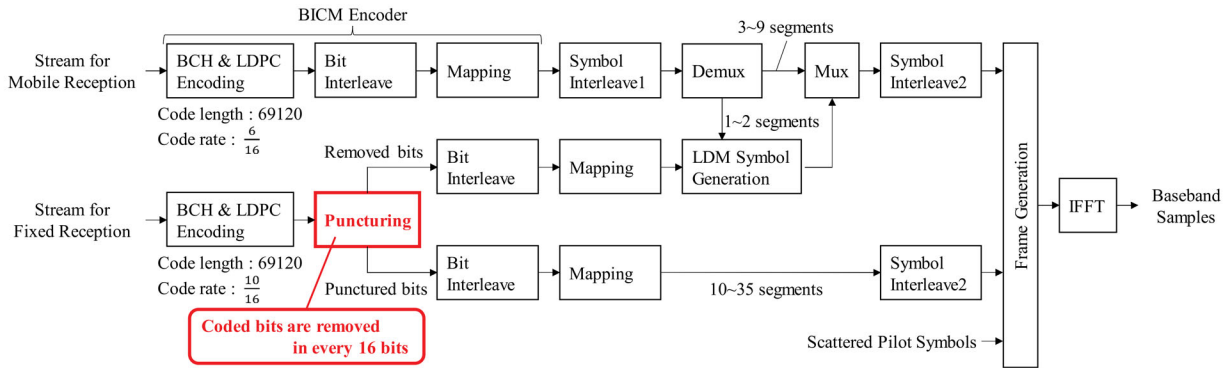 BICM Encoder
3~9 segments
Stream for
Mobile Reception
BCH & LDPC
Encoding
Bit
Interleave
Mapping
Symbol
Interleave1
Demux
Mux
Symbol
Interleave2
Code length : 69120
Code rate : 6/16
1~2 segments
Removed bits
Bit
Interleave
Mapping
LDM Symbol
Generation
Stream for
Fixed Reception
BCH & LDPC
Encoding
Puncturing
Code length : 69120
Code rate : 10/16
Punctured bits
Bit
Interleave
Mapping
10~35 segments
Symbol
Interleave2
Coded bits are removed
in every 16 bits
Scattered Pilot Symbols
Frame Generation
IFFT
Baseband
Samples